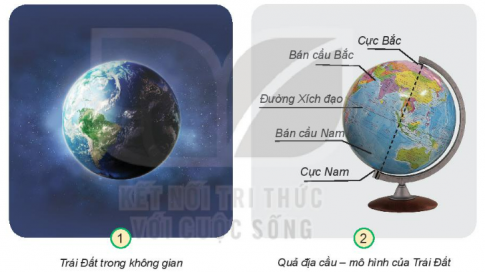 Cực Bắc
Bán cầu Bắc
Đường Xích đạo
Bán cầu Nam
Cực Nam
KẾT NỐI TRI THỨC
VỚI CUỘC SỐNG
1
2
Trái Đất trong không gian
Quả địa cầu – mô hình của Trái Đất